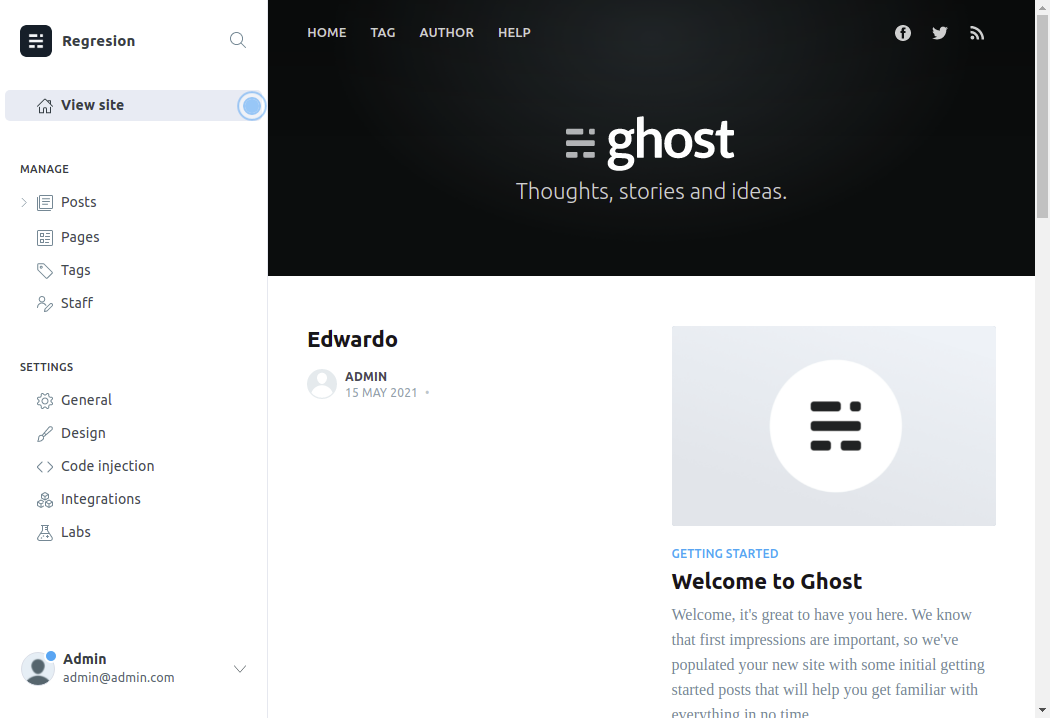 Regresion
View site
MANAGE
Posts
Pages
Tags
Staff
SETTINGS
General
Design
Code injection
Integrations
Labs
Admin
admin@admin.com
HOME TAG AUTHOR HELP
ghost
Thoughts, stories and ideas.
Edwardo
ADMIN
15 MAY 2021 •
GETTING STARTED
Welcome to Ghost
Welcome, it's great to have you here. We know
that first impressions are important, so we've
populated your new site with some initial getting
started posts that will help you get familiar with
everything in no time.